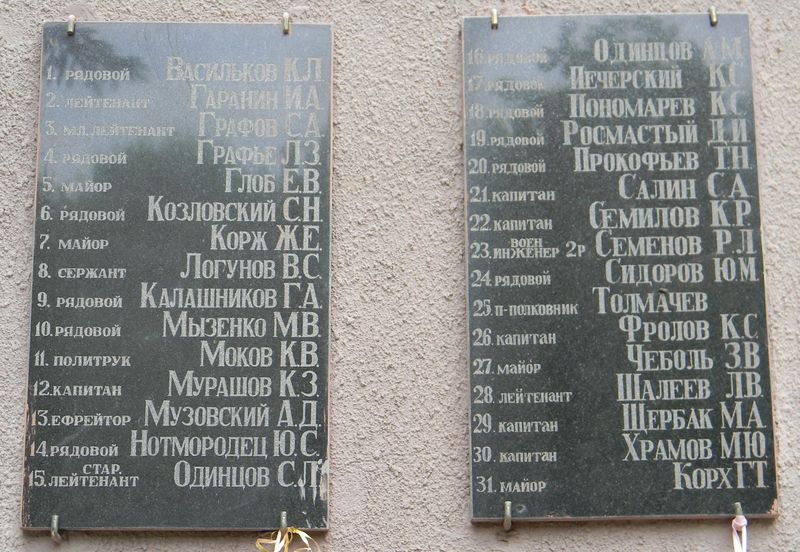 1. РЯДОВОЙ ВАСИЛЬКОВ К.Л
2. ЛЕЙТЕНАНТ ГАРАНИН И.А.
3. МЛ.ЛЕЙТЕНАНТ ГРАФОВ С.А.
4. РЯДОВОЙ ГРАФЬЕ Л.З.
5. МАЙОР ГЛОБ Е.В.
6. РЯДОВОЙ КОЗЛОВСКИЙ С.Н.
7. МАЙОР КОРЖ Ж.Е.
8. СЕРЖАНТ ЛОГУНОВ В.С.
9. РЯДОВОЙ КАЛАШНИКОВ Г.А.
10. РЯДОВОЙ МЫЗЕНКО М.В.
11. ПОЛИТРУК МОКОВ К.В.
12. КАПИТАН МУРАШОВ К.З.
13. ЕФРЕЙТОР МУЗОВСКИЙ А.Д.
14. РЯДОВОЙ НОТМОРОДЕЦ Ю.С.
15. СТАР. ЛЕЙТЕНАНТ ОДИНЦОВ С.Л.
16. РЯДОВОЙ ОДИНЦОВ А.М.
17. РЯДОВОЙ ПЕЧЕРСКИЙ К.С
18. РЯДОВОЙ ПОНОМАРЕВ К.С
19. РЯДОВОЙ РОСМАСТЫЙ Д.И
20. РЯДОВОЙ ПРОКОФЬЕВ Т.Н.
21. КАПИТАН САЛИН С.А
22. КАПИТАН СЕМИЛОВ К.Р.
23. ВОЕН ИНЖЕНЕР 2Р СЕМЕНОВ Р.Л
24. РЯДОВОЙ СИДОРОВ Ю.М.
25. П-ПОЛКОВНИК ТОЛМАЧЕВ
26. КАПИТАН ФРОЛОВ К.С
27. МАЙОР ЧЕБОЛЬ З.В
28. ЛЕЙТЕНАНТ ШАЛЕЕВ Л.В
29. КАПИТАН ЩЕРБАК М.А.
30. КАПИТАН ХРАМОВ М.Ю.
31. МАЙОР КОРХ Г.Т